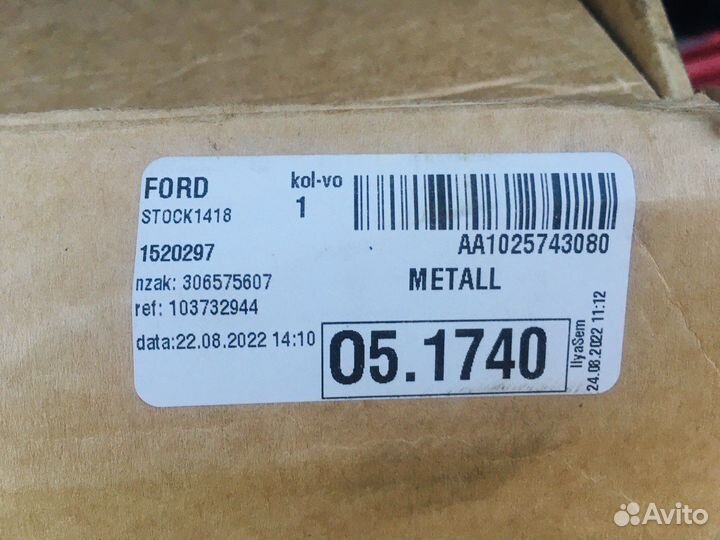 FORD
kol-vo
STOCK1418
1
1520297
AA1025743080
nzak: 306575607
METALL
ref: 103732944
data:22.08.2022 14:10
05.1740
IlyaSem
24.08.2022 11:12
Avito